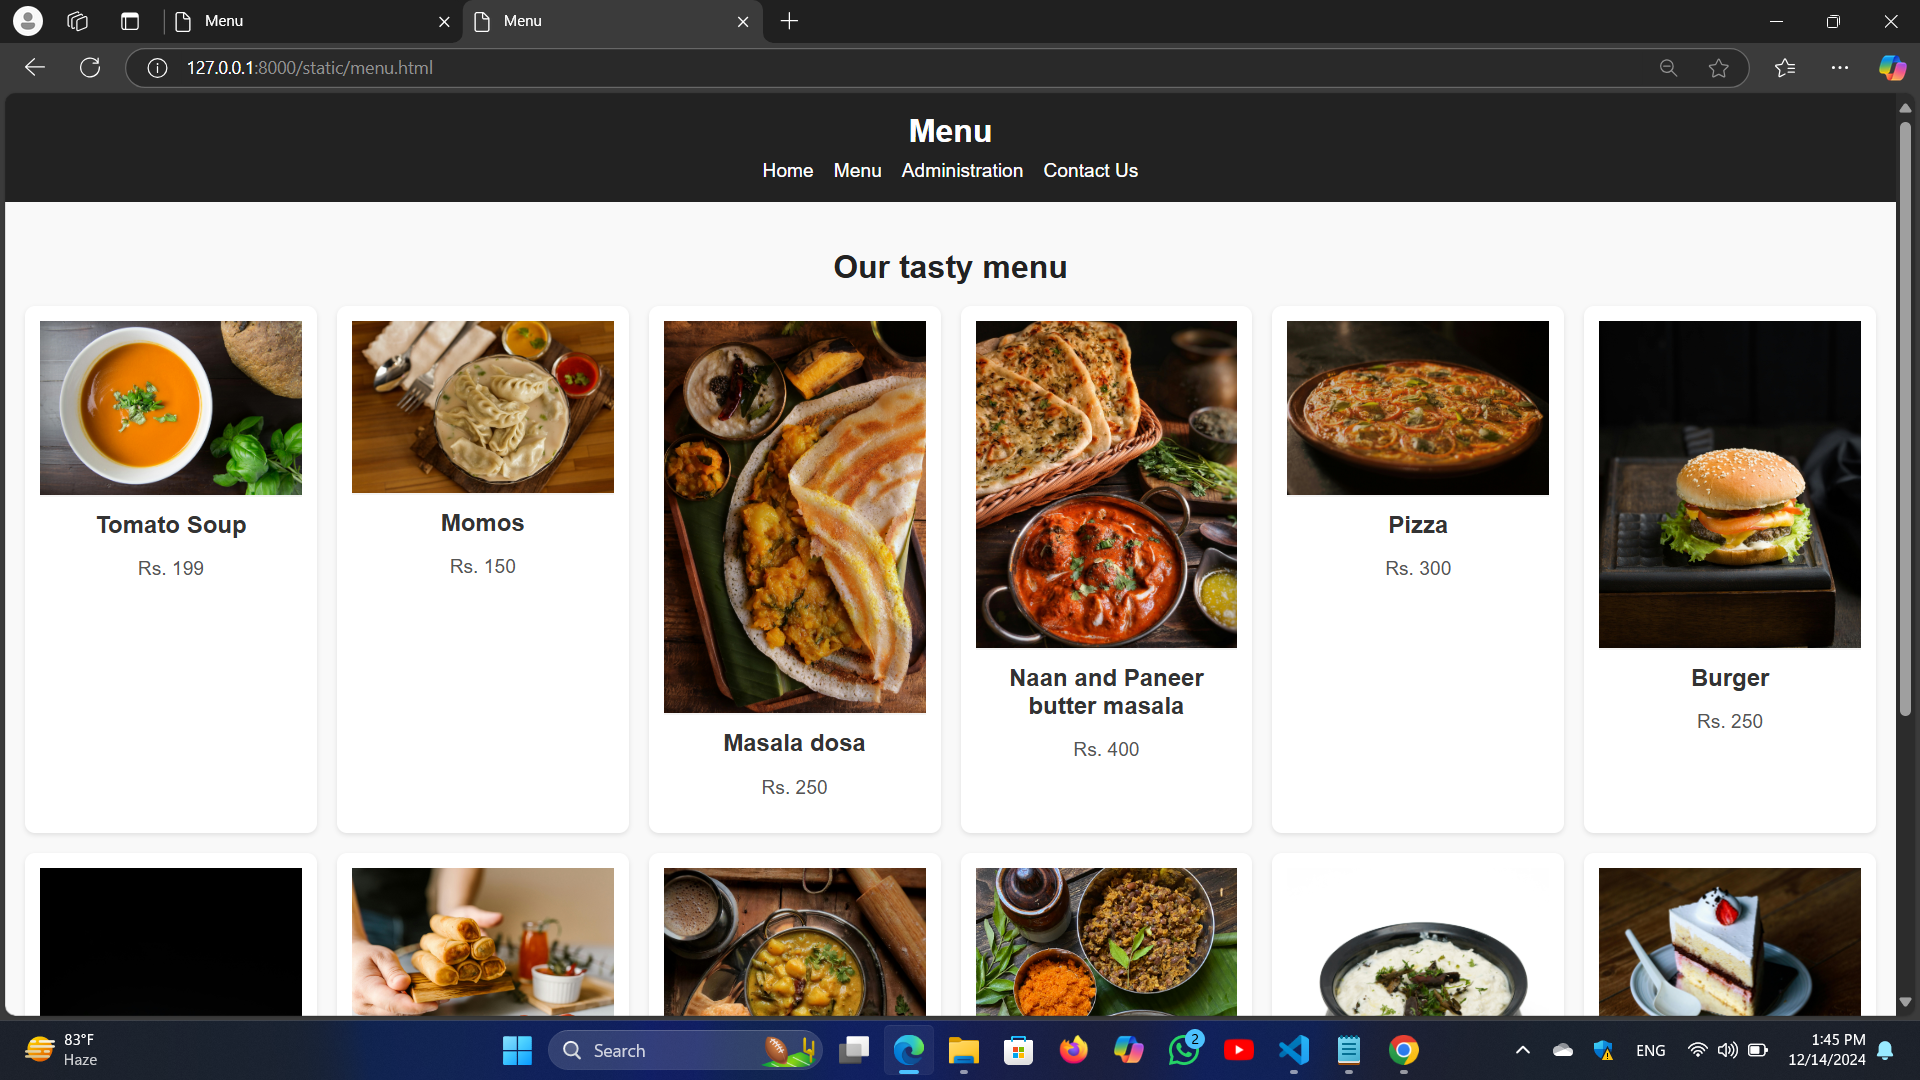 Menu
Menu
127.0.0.1:8000/static/menu.html
Menu
Home Menu Administration Contact Us
Our tasty menu
Tomato Soup
Rs. 199
Momos
Rs. 150
Masala dosa
Rs. 250
Naan and Paneer
butter masala
Rs. 400
Pizza
Rs. 300
Burger
Rs. 250
83°F
Haze
Search
2
ENG
1:45 PM
12/14/2024